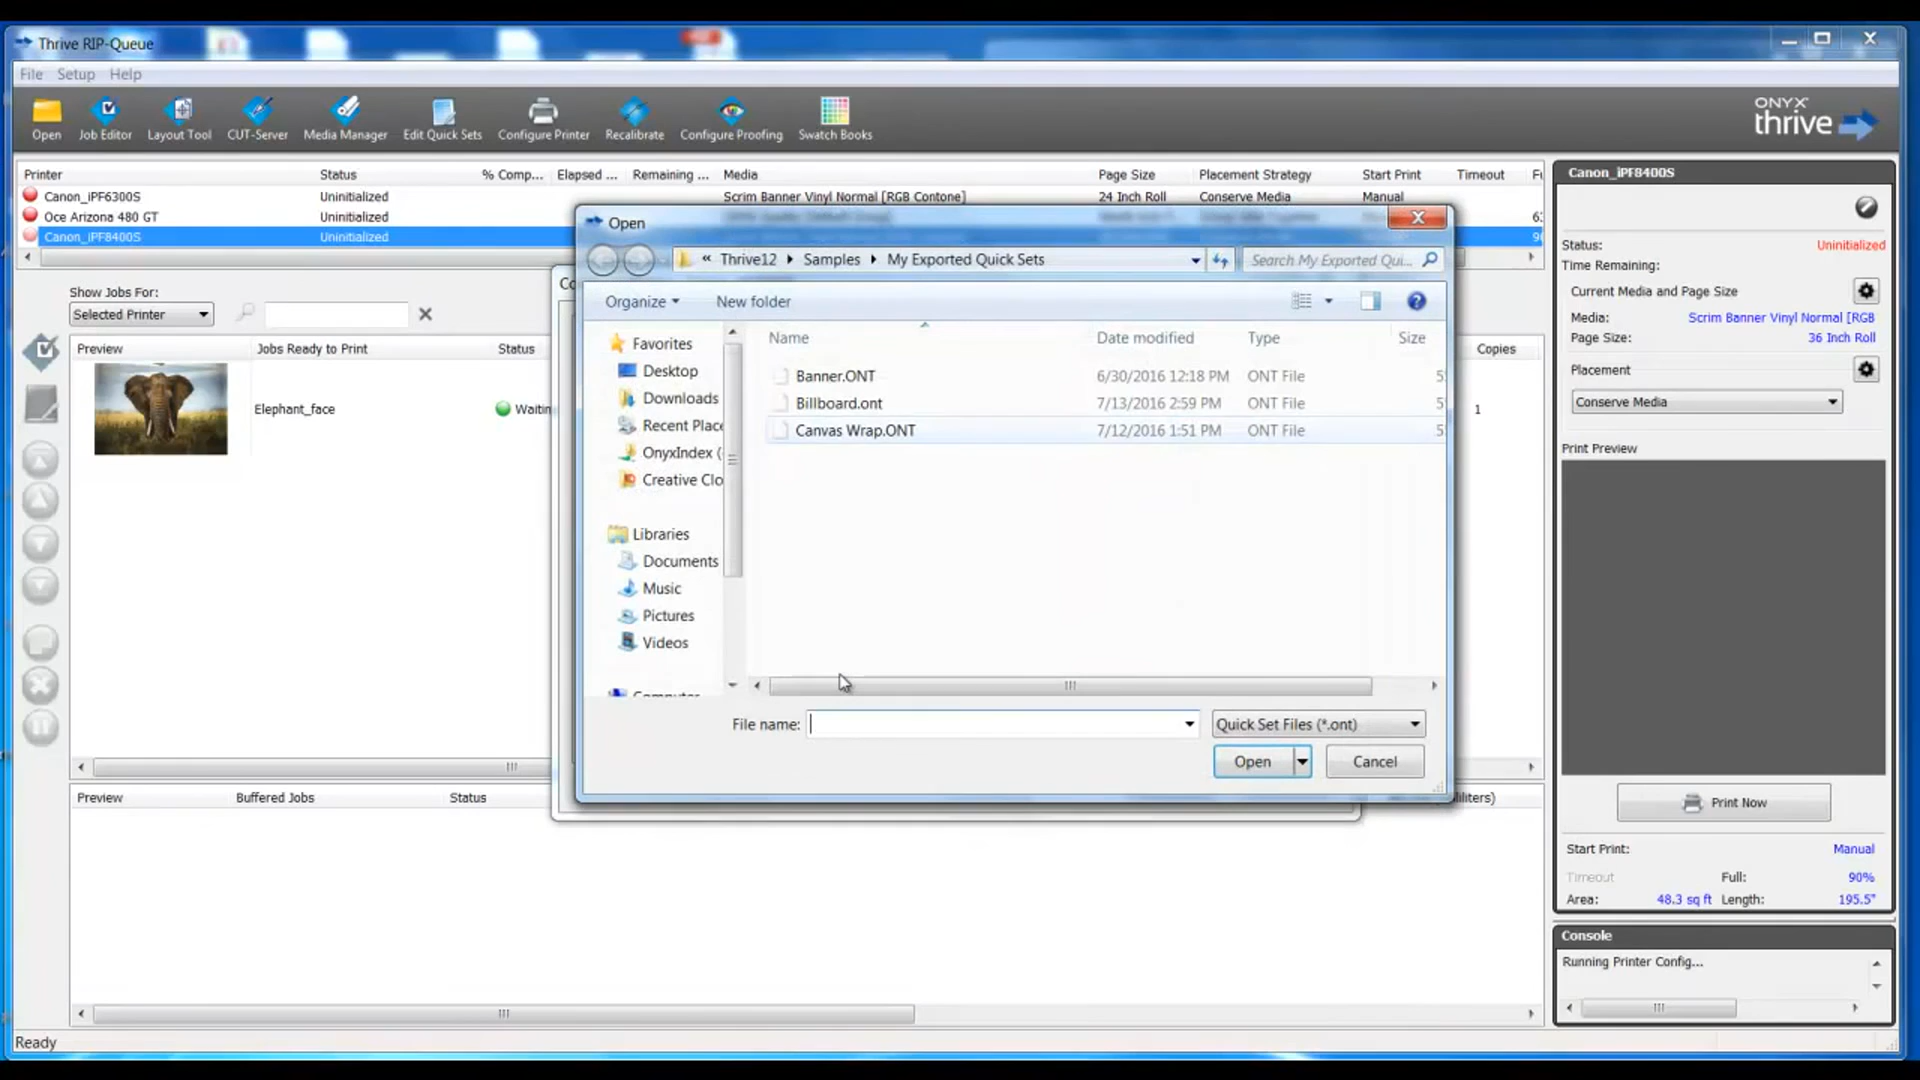 Thrive RIP-Queue
File Setup Help
Open Job Editor Layout Tool CUT-Server Media Manager Edit Quick Sets Configure Printer Recalibrate Configure Proofing Swatch Books
ONYX
thrive
Printer Status % Comp... Elapsed ... Remaining ... Media Page Size Placement Strategy Start Print Timeout Fu
Canon_iPF6300S Uninitialized Scrim Banner Vinyl Normal [RGB Contone] 24 Inch Roll Conserve Media Manual
Oce Arizona 480 GT Uninitialized
Canon_iPF8400S Uninitialized
Show Jobs For:
Selected Printer
Preview Jobs Ready to Print Status Copies
Elephant_face Waitin 1
Preview Buffered Jobs Status
Ready
Open
« Thrive12 Samples My Exported Quick Sets
Search My Exported Qui...
Organize New folder
Favorites
Desktop
Downloads
Recent Place
OnyxIndex (
Creative Clo
Libraries
Documents
Music
Pictures
Videos
Computer
Name Date modified Type Size
Banner.ONT 6/30/2016 12:18 PM ONT File 5
Billboard.ont 7/13/2016 2:59 PM ONT File 5
Canvas Wrap.ONT 7/12/2016 1:51 PM ONT File 5
File name: Quick Set Files (*.ont)
Open Cancel
Canon_iPF8400S
Status: Uninitialized
Time Remaining:
Current Media and Page Size
Media: Scrim Banner Vinyl Normal [RGB
Page Size: 36 Inch Roll
Placement
Conserve Media
Print Preview
Print Now
Start Print: Manual
Timeout Full: 90%
Area: 48.3 sq ft Length: 195.5"
Console
Running Printer Config...